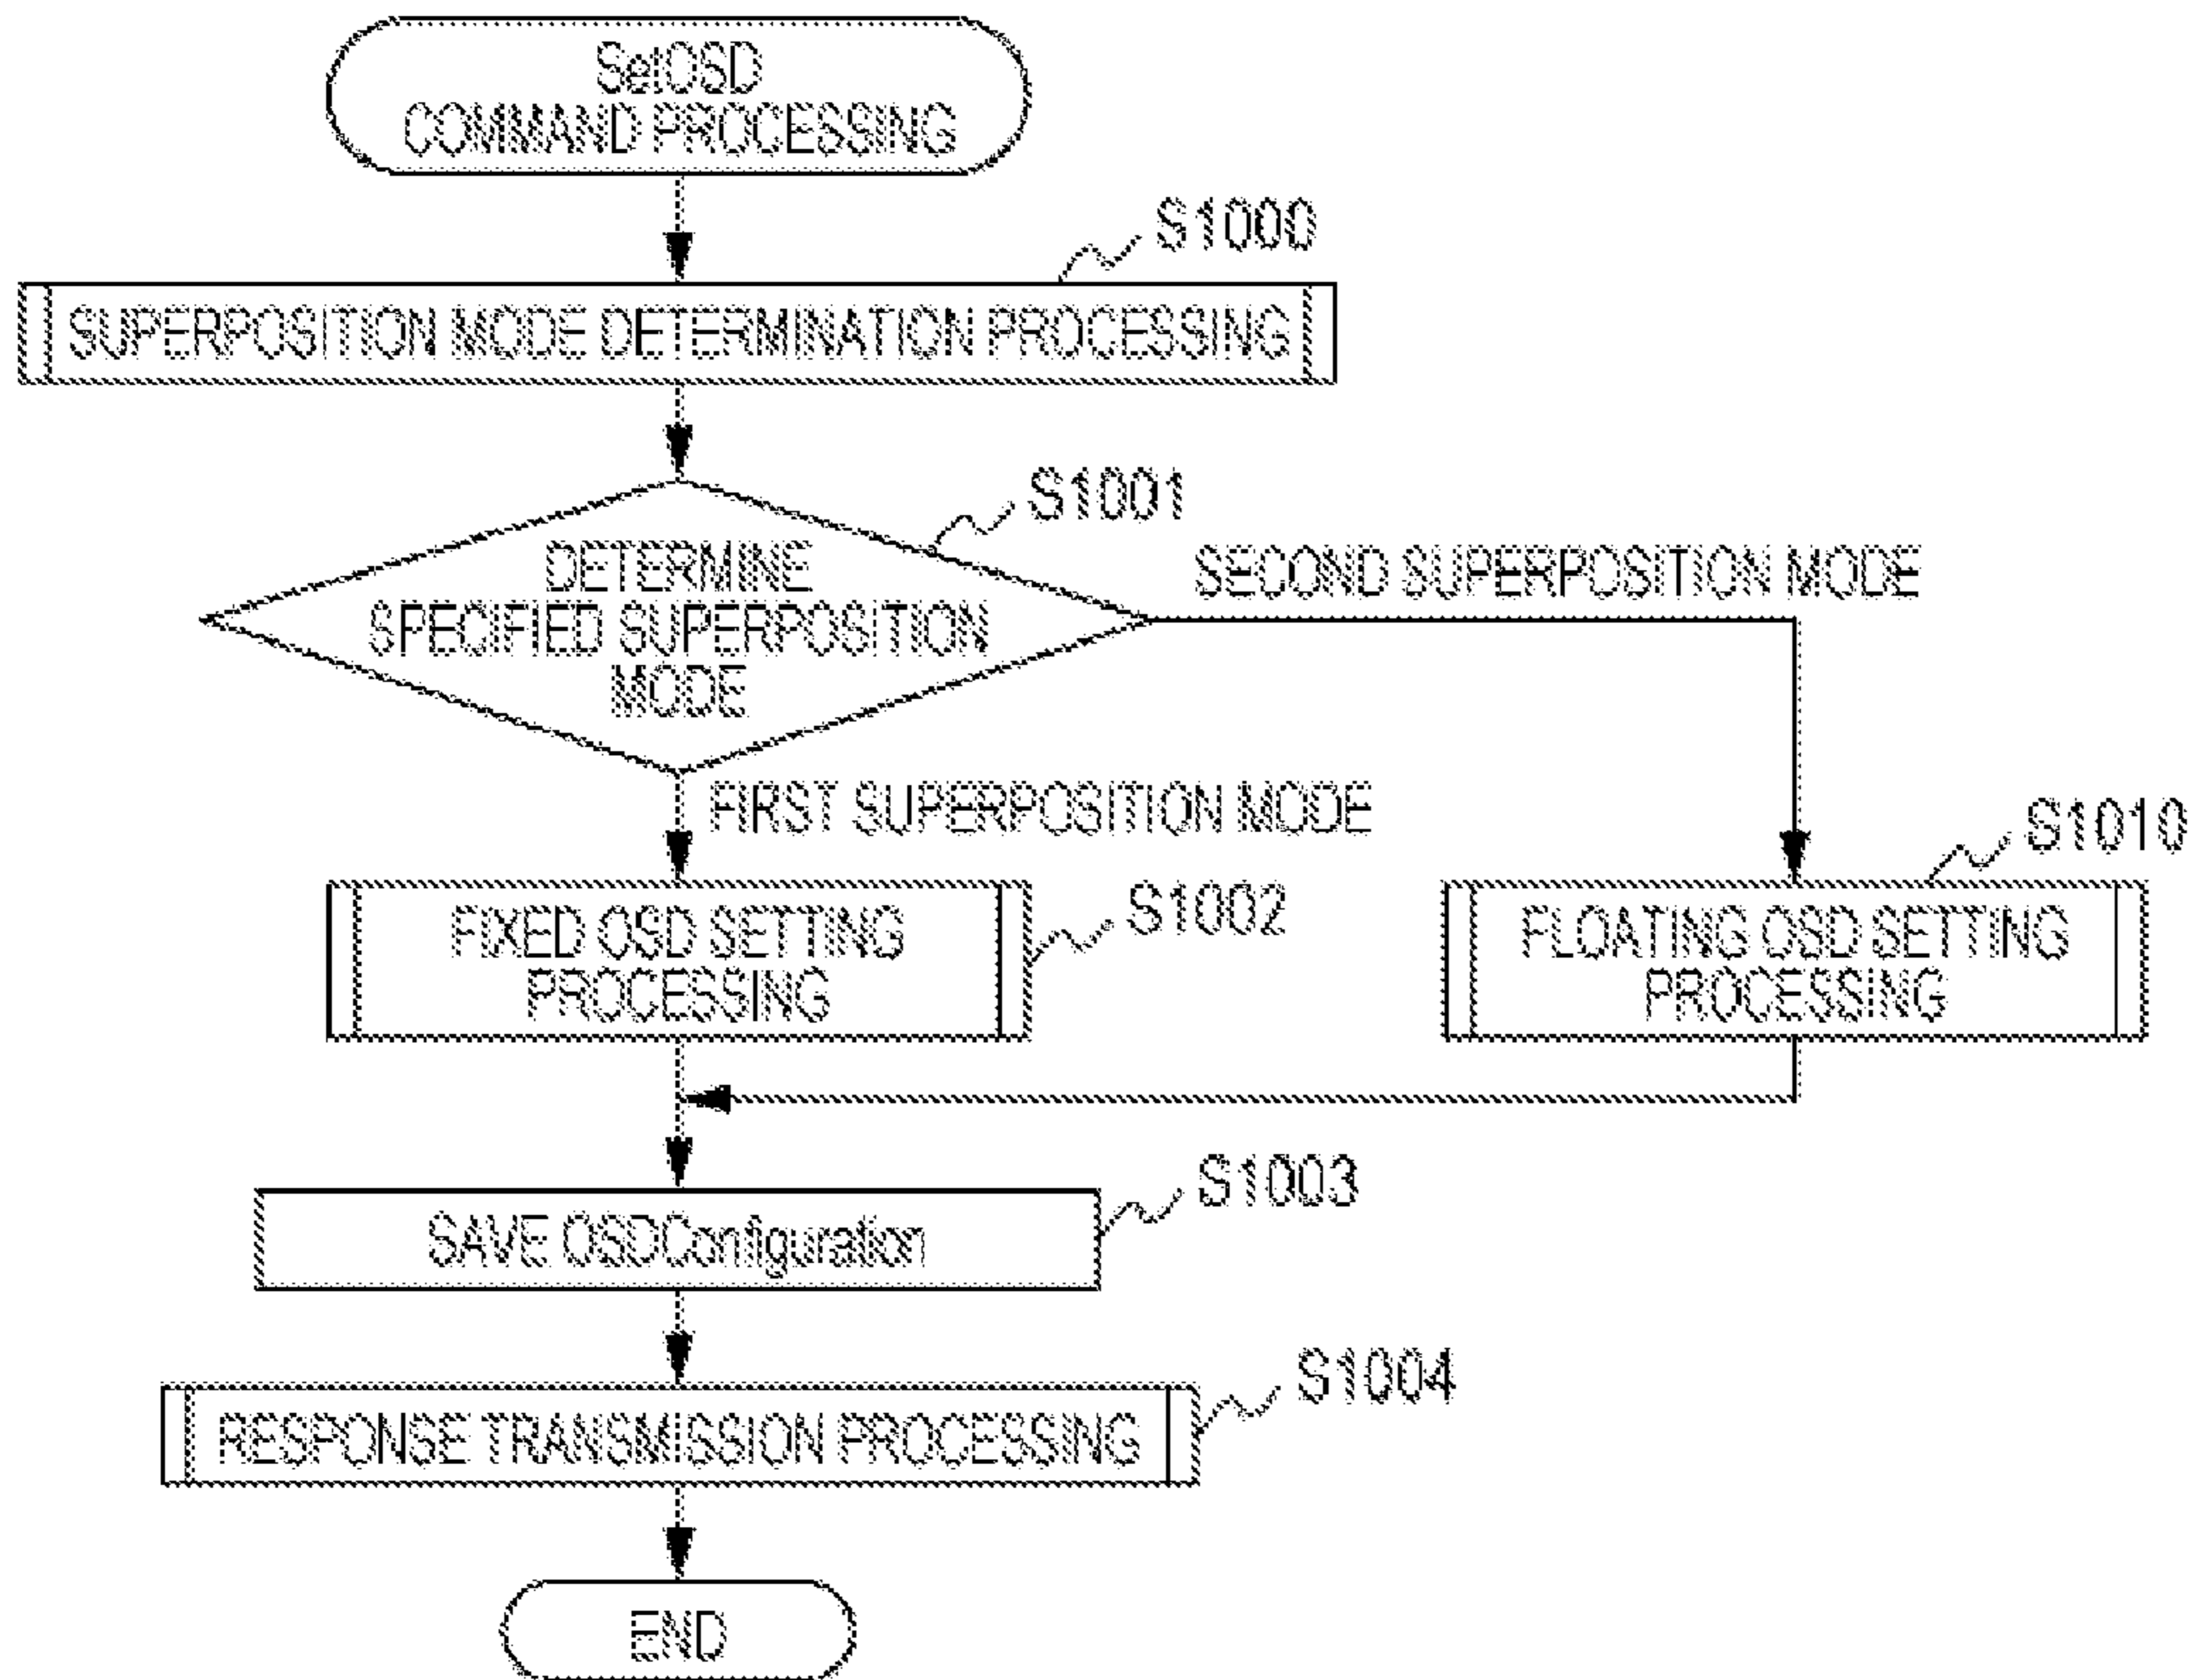 SetOSD
COMMAND PROCESSING
S1000
SUPERPOSITION MODE DETERMINATION PROCESSING
S1001
DETERMINE
SPECIFIED SUPERPOSITION
MODE
SECOND SUPERPOSITION MODE
FIRST SUPERPOSITION MODE
S1010
FIXED OSD SETTING
PROCESSING
S1002
FLOATING OSD SETTING
PROCESSING
S1003
SAVE OSDConfiguration
S1004
RESPONSE TRANSMISSION PROCESSING
END